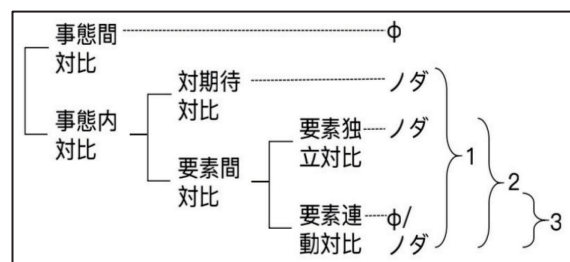 事態間 φ
対比
対期待 ノダ
対比
事態内
対比
要素独 ノダ
立対比
要素間
対比
要素連 φ/
動対比 ノダ
1
2
3